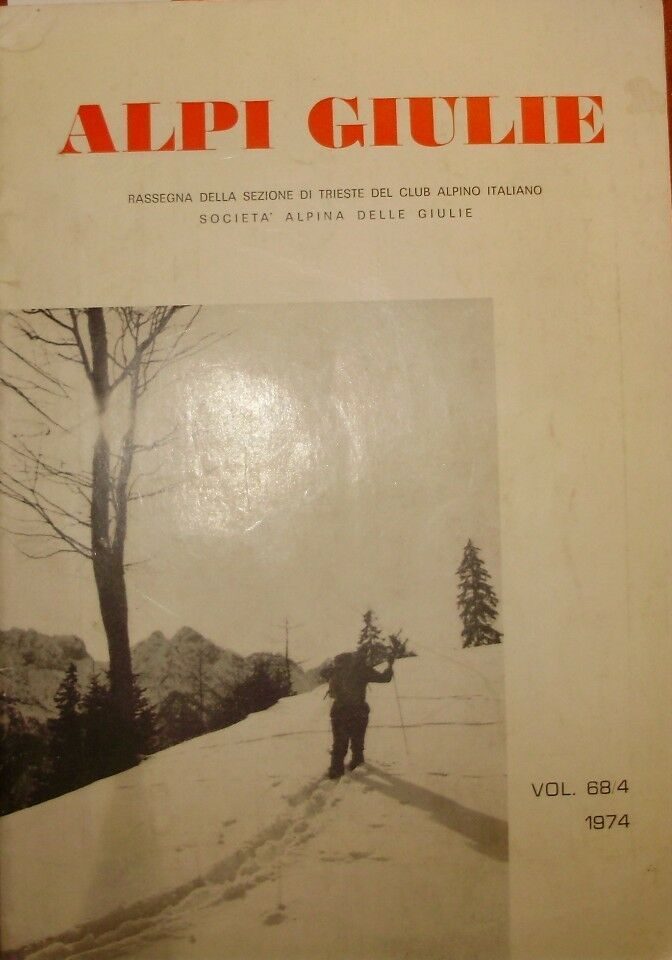 ALPI GIULIE
RASSEGNA DELLA SEZIONE DI TRIESTE DEL CLUB ALPINO ITALIANO
SOCIETA' ALPINA DELLE GIULIE
VOL. 68/4
1974